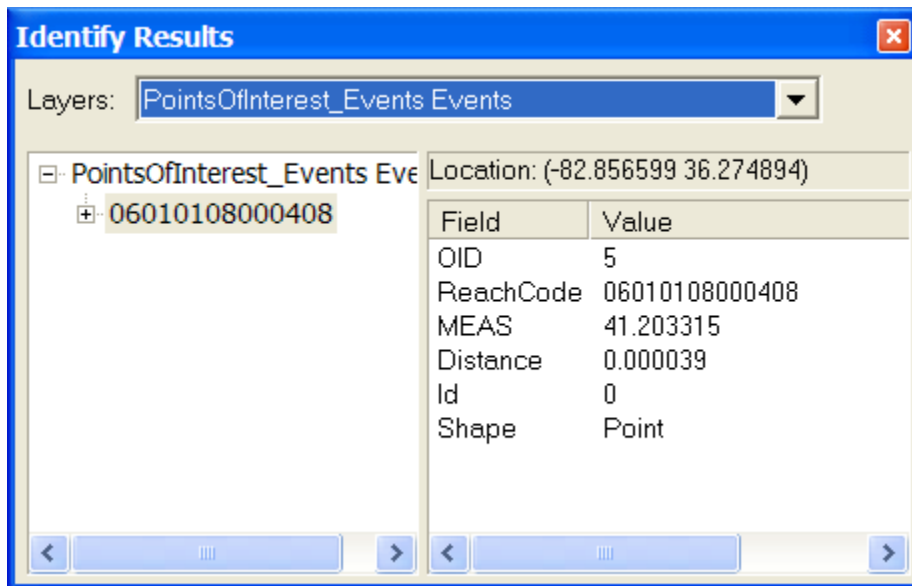 Identify Results
Layers: PointsOfInterest_Events Events
PointsOfInterest_Events Eve
06010108000408
Location: (-82.856599 36.274894)
Field Value
OID 5
ReachCode 06010108000408
MEAS 41.203315
Distance 0.000039
Id 0
Shape Point